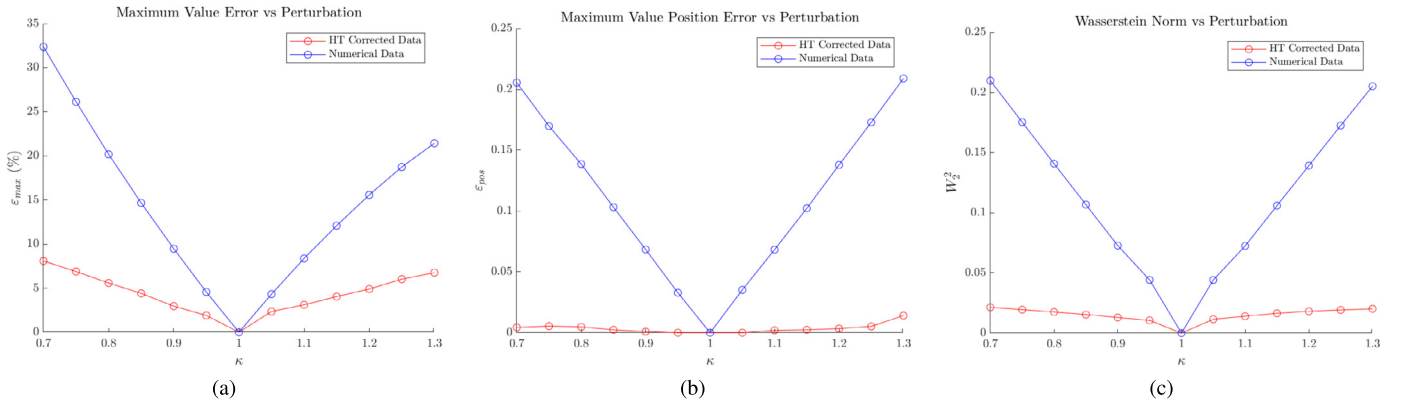 Maximum Value Error vs Perturbation
35
30
25
20
15
10
5
0
ε_max (%)
HT Corrected Data
Numerical Data
0.7 0.8 0.9 1 1.1 1.2 1.3
κ
(a)
Maximum Value Position Error vs Perturbation
0.25
0.2
0.15
0.1
0.05
0
ε_pos
HT Corrected Data
Numerical Data
0.7 0.8 0.9 1 1.1 1.2 1.3
κ
(b)
Wasserstein Norm vs Perturbation
0.25
0.2
0.15
0.1
0.05
0
W_2^2
HT Corrected Data
Numerical Data
0.7 0.8 0.9 1 1.1 1.2 1.3
κ
(c)